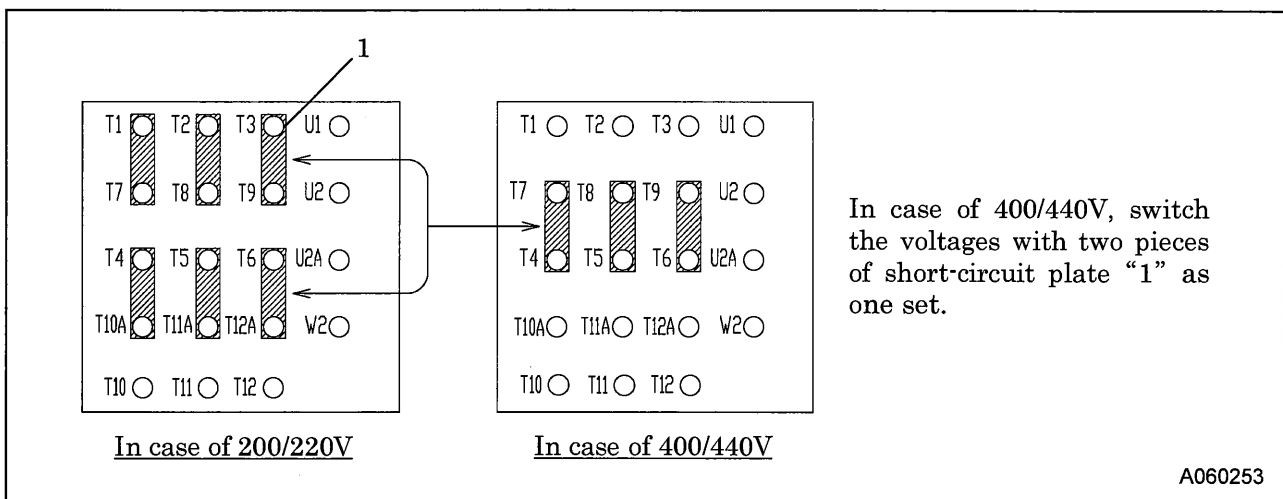 1
T1 T2 T3 U1
T7 T8 T9 U2
T4 T5 T6 U2A
T10A T11A T12A W2
T10 T11 T12
In case of 200/220V
T1 T2 T3 U1
T7 T8 T9 U2
T4 T5 T6 U2A
T10A T11A T12A W2
T10 T11 T12
In case of 400/440V
In case of 400/440V, switch
the voltages with two pieces
of short-circuit plate “1” as
one set.
A060253